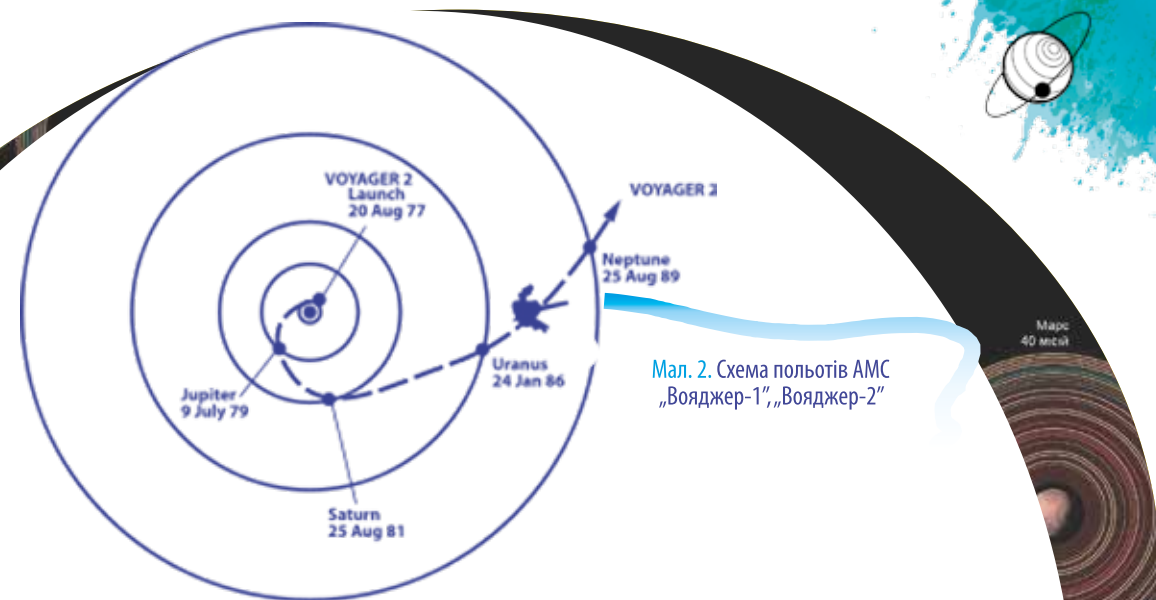 VOYAGER 2
Launch
20 Aug 77
VOYAGER 2
Neptune
25 Aug 89
Uranus
24 Jan 86
Jupiter
9 July 79
Saturn
25 Aug 81
Мал. 2. Схема польотів АМС
„Вояджер-1”, „Вояджер-2”
Марс
40 місій